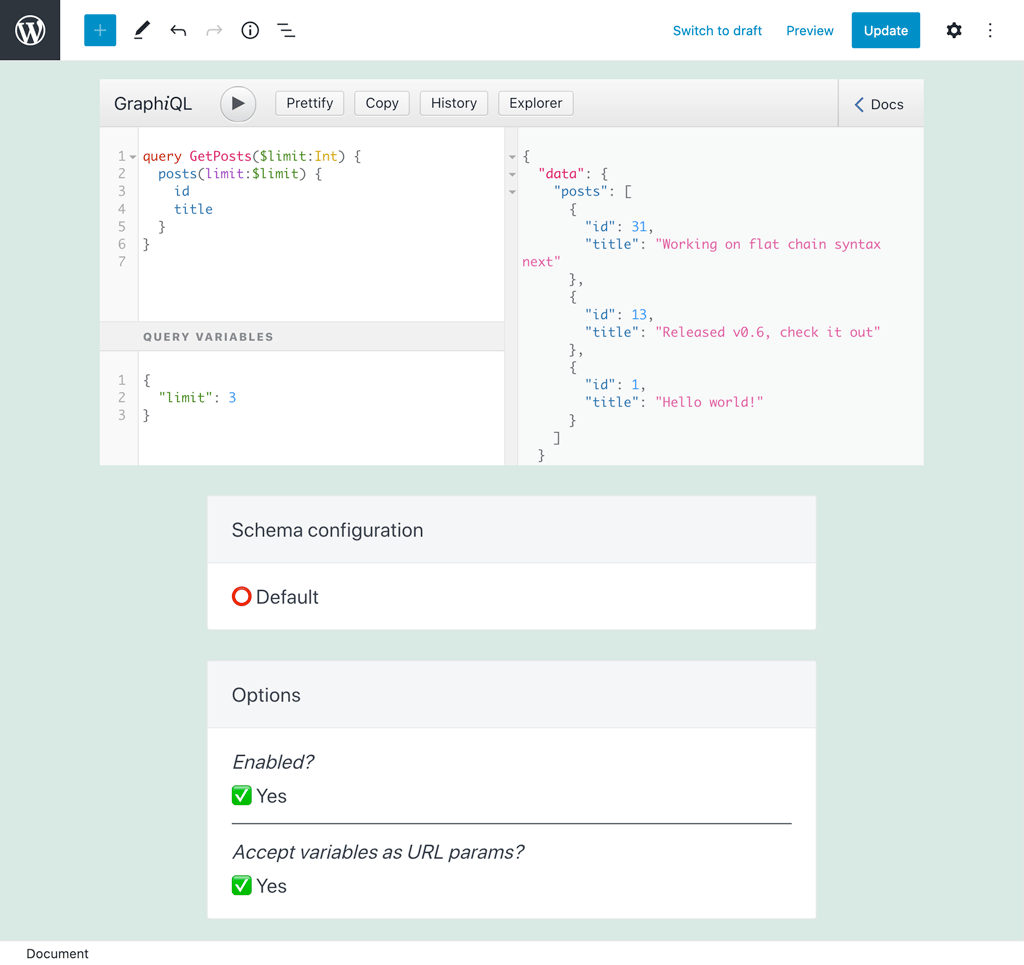 Switch to draft Preview Update
GraphiQL Prettify Copy History Explorer Docs
1 query GetPosts($limit:Int) {
2 posts(limit:$limit) {
3 id
4 title
5 }
6 }
7
QUERY VARIABLES
1 {
2 "limit": 3
3 }
{
"data": {
"posts": [
{
"id": 31,
"title": "Working on flat chain syntax
next"
},
{
"id": 13,
"title": "Released v0.6, check it out"
},
{
"id": 1,
"title": "Hello world!"
}
]
}
Schema configuration
Default
Options
Enabled?
Yes
Accept variables as URL params?
Yes
Document